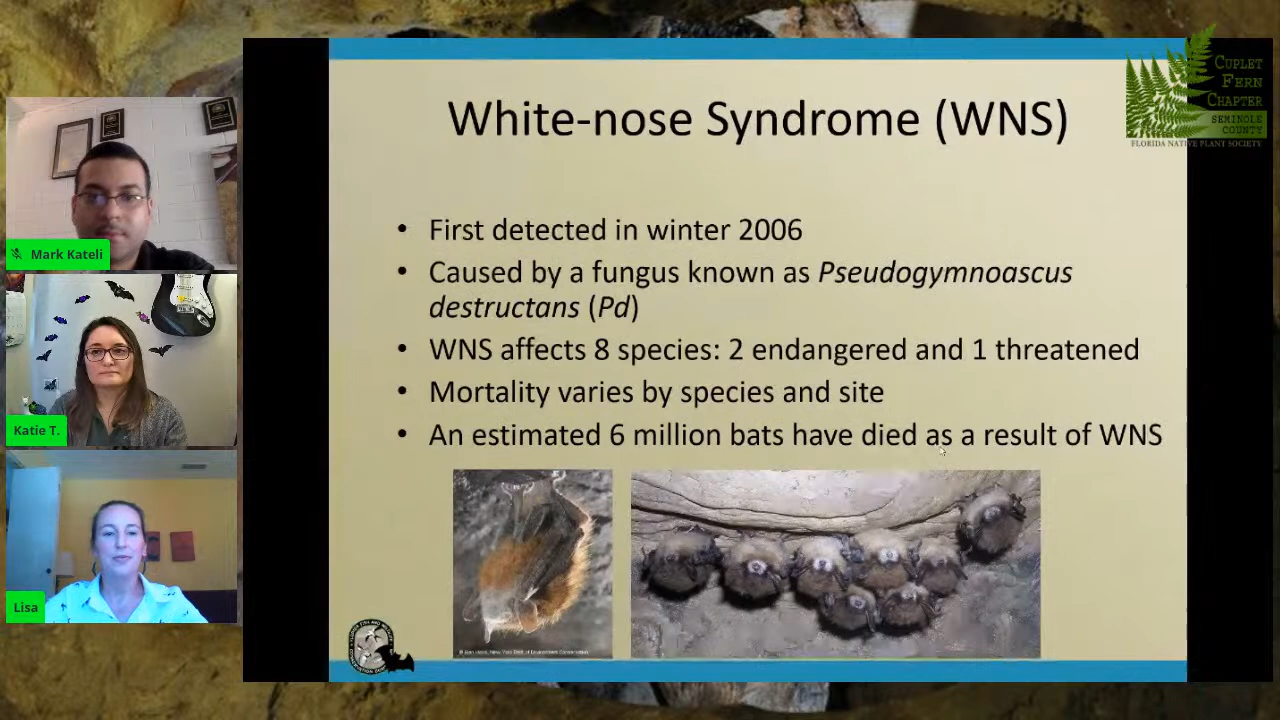 CUPLET
FERN
CHAPTER
SEMINOLE
COUNTY
FLORIDA NATIVE PLANT SOCIETY
White-nose Syndrome (WNS)
• First detected in winter 2006
• Caused by a fungus known as Pseudogymnoascus
destructans (Pd)
• WNS affects 8 species: 2 endangered and 1 threatened
• Mortality varies by species and site
• An estimated 6 million bats have died as a result of WNS
Mark Kateli
Katie T.
Lisa